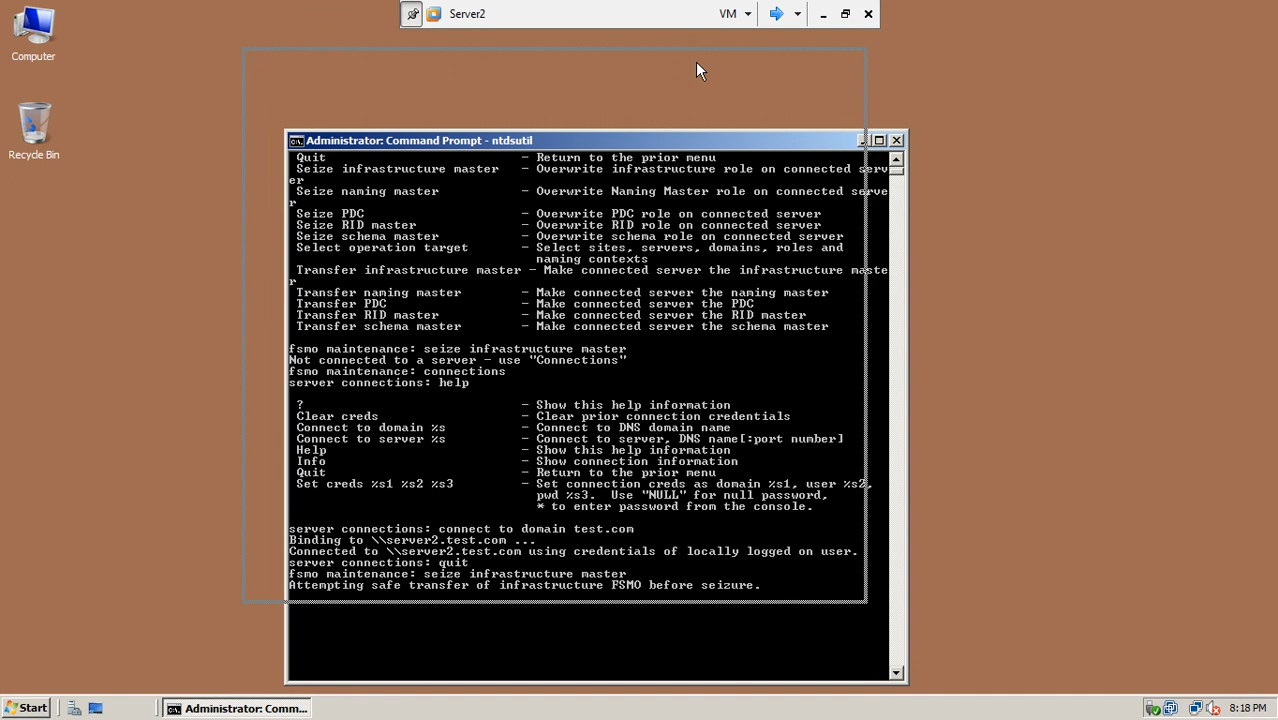 Server2
VM
Computer
Recycle Bin
Administrator: Command Prompt - ntdsutil
Quit - Return to the prior menu
Seize infrastructure master - Overwrite infrastructure role on connected serv
er
Seize naming master - Overwrite Naming Master role on connected serve
r
Seize PDC - Overwrite PDC role on connected server
Seize RID master - Overwrite RID role on connected server
Seize schema master - Overwrite schema role on connected server
Select operation target - Select sites, servers, domains, roles and
naming contexts
Transfer infrastructure master - Make connected server the infrastructure maste
r
Transfer naming master - Make connected server the naming master
Transfer PDC - Make connected server the PDC
Transfer RID master - Make connected server the RID master
Transfer schema master - Make connected server the schema master
fsmo maintenance: seize infrastructure master
Not connected to a server - use "Connections"
fsmo maintenance: connections
server connections: help
? - Show this help information
Clear creds - Clear prior connection credentials
Connect to domain %s - Connect to DNS domain name
Connect to server %s - Connect to server, DNS name[:port number]
Help - Show this help information
Info - Show connection information
Quit - Return to the prior menu
Set creds %s1 %s2 %s3 - Set connection creds as domain %s1, user %s2,
pwd %s3. Use "NULL" for null password,
* to enter password from the console.
server connections: connect to domain test.com
Binding to \\server2.test.com ...
Connected to \\server2.test.com using credentials of locally logged on user.
server connections: quit
fsmo maintenance: seize infrastructure master
Attempting safe transfer of infrastructure FSMO before seizure.
Start
Administrator: Comm...
8:18 PM